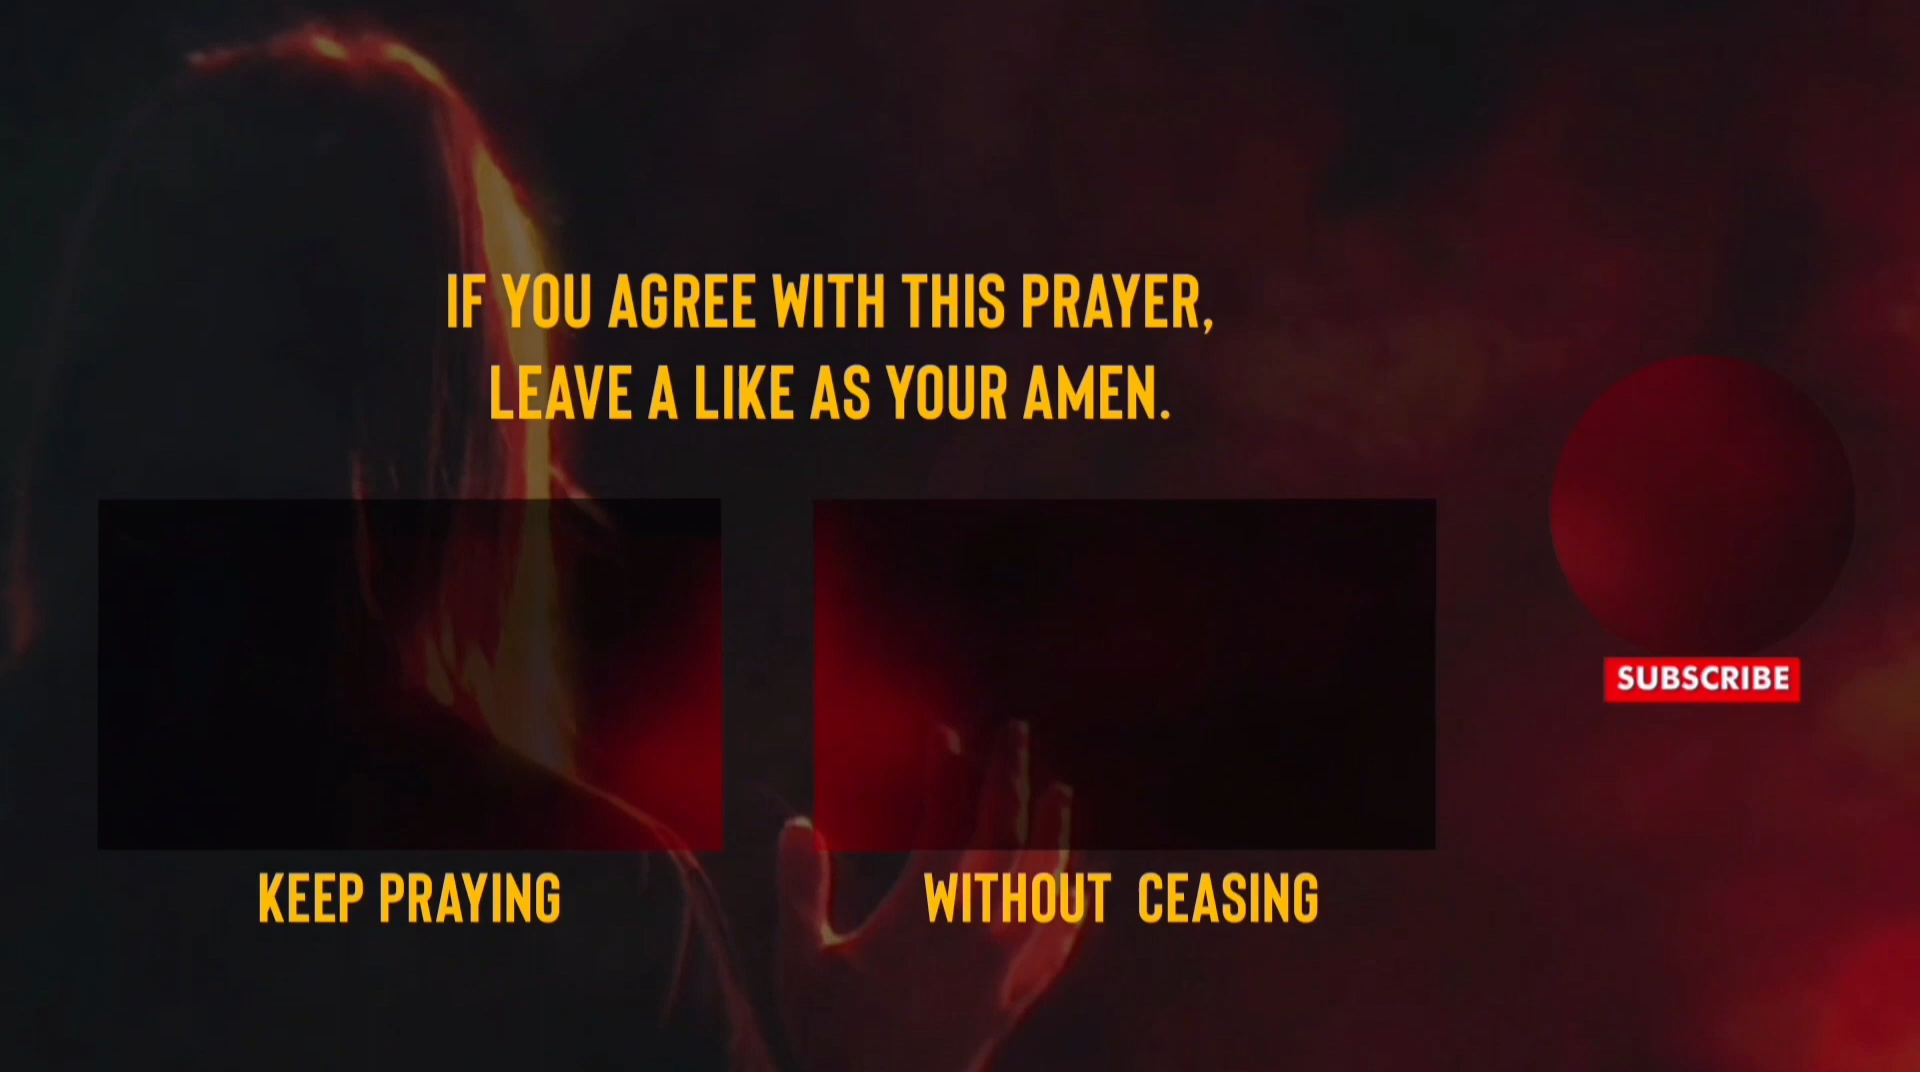 IF YOU AGREE WITH THIS PRAYER,
LEAVE A LIKE AS YOUR AMEN.
SUBSCRIBE
KEEP PRAYING
WITHOUT CEASING